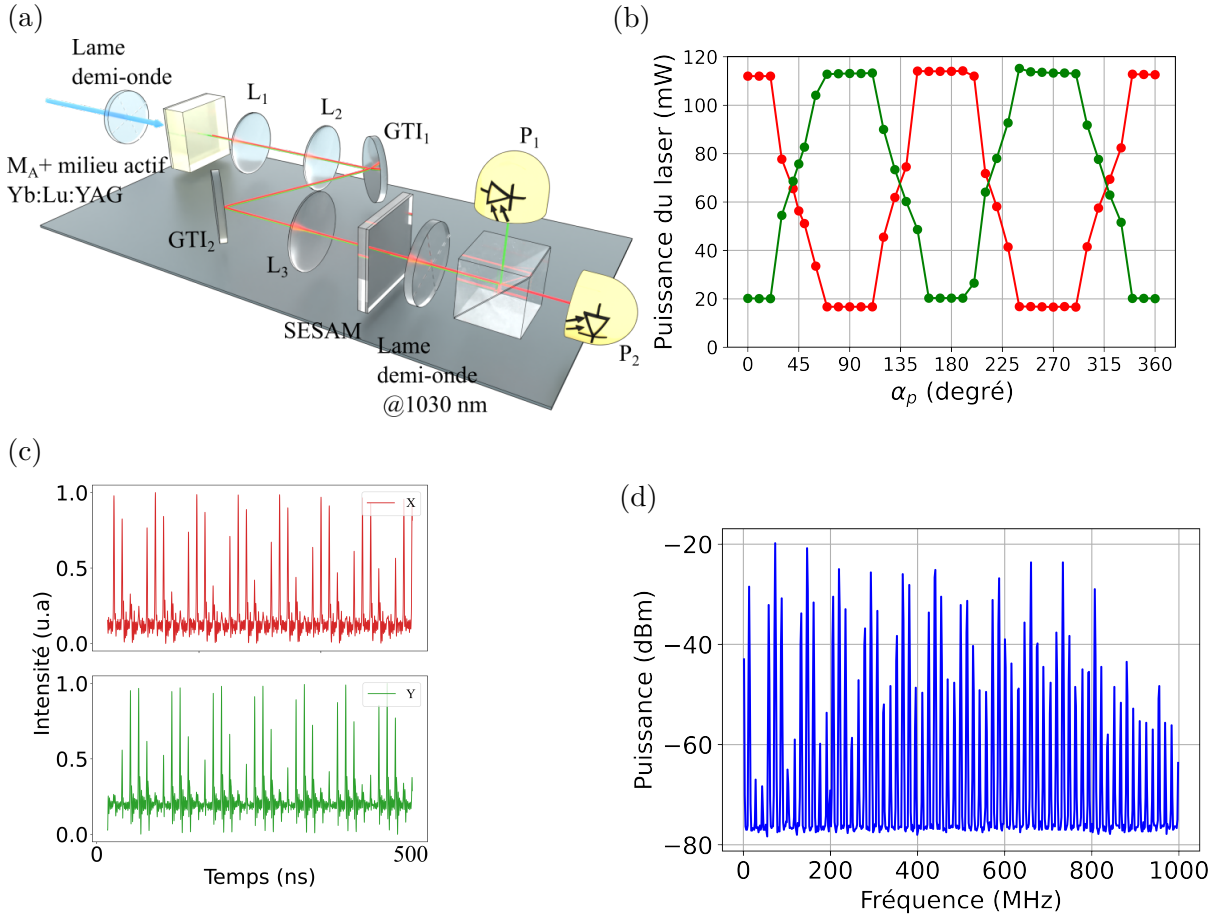 (a)
Lame
demi-onde
L1
L2
GTI1
P1
MA+ milieu actif
Yb:Lu:YAG
GTI2
L3
SESAM
Lame
demi-onde
@1030 nm
P2
(b)
Puissance du laser (mW)
120
100
80
60
40
20
0
0 45 90 135 180 225 270 315 360
αp (degré)
(c)
Intensité (u.a)
1.0
0.5
0.0
X
1.0
0.5
0.0
Y
0 500
Temps (ns)
(d)
Puissance (dBm)
−20
−40
−60
−80
0 200 400 600 800 1000
Fréquence (MHz)